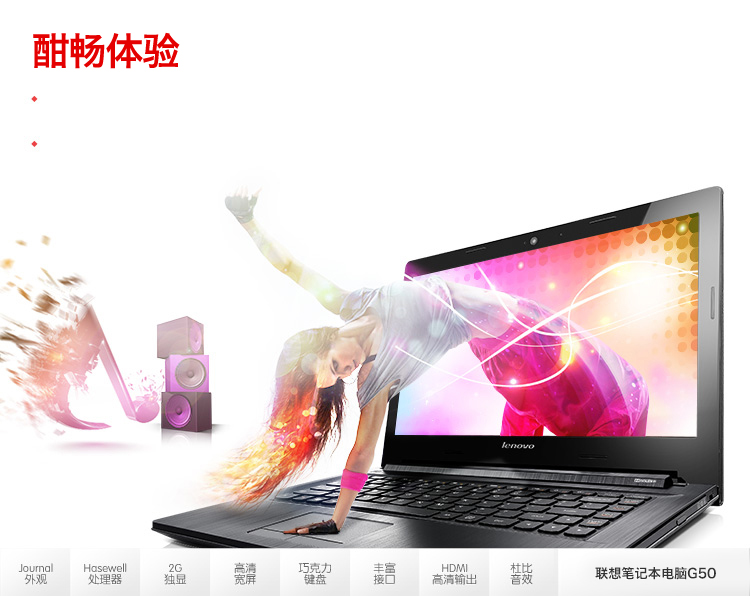 酣畅体验
lenovo
Journal
外观
Hasewell
处理器
2G
独显
高清
宽屏
巧克力
键盘
丰富
接口
HDMI
高清输出
杜比
音效
联想笔记本电脑G50